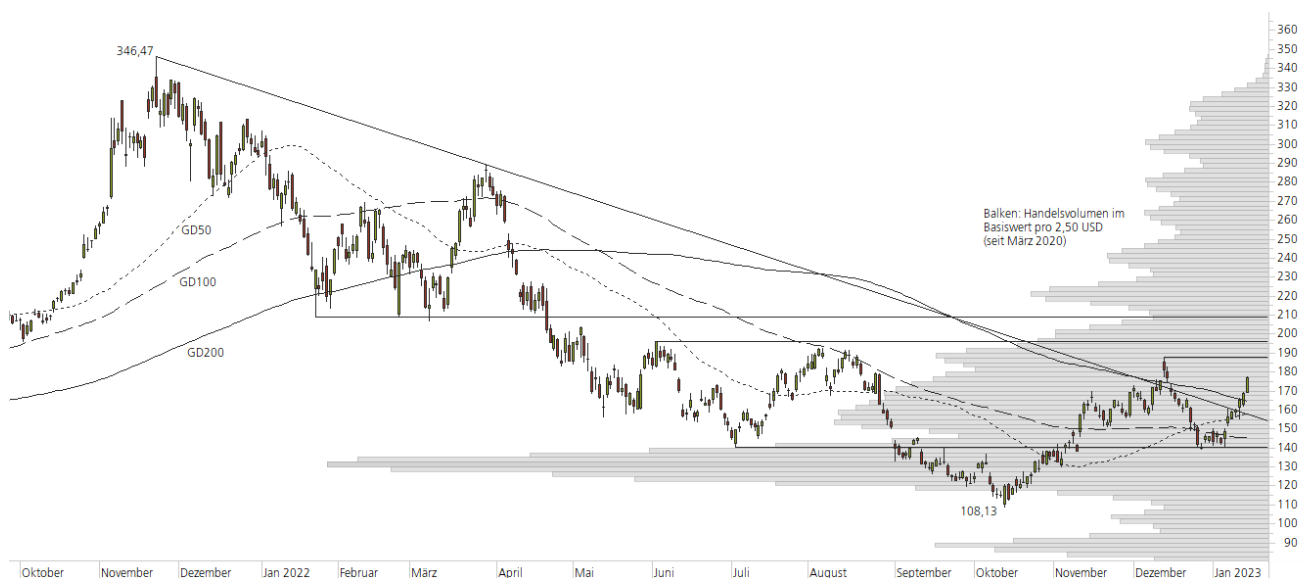 346,47
GD50
GD100
GD200
Balken: Handelsvolumen im
Basiswert pro 2,50 USD
(seit März 2020)
108,13
360
350
340
330
320
310
300
290
280
270
260
250
240
230
220
210
200
190
180
170
160
150
140
130
120
110
100
90
Oktober
November
Dezember
Jan 2022
Februar
März
April
Mai
Juni
Juli
August
September
Oktober
November
Dezember
Jan 2023